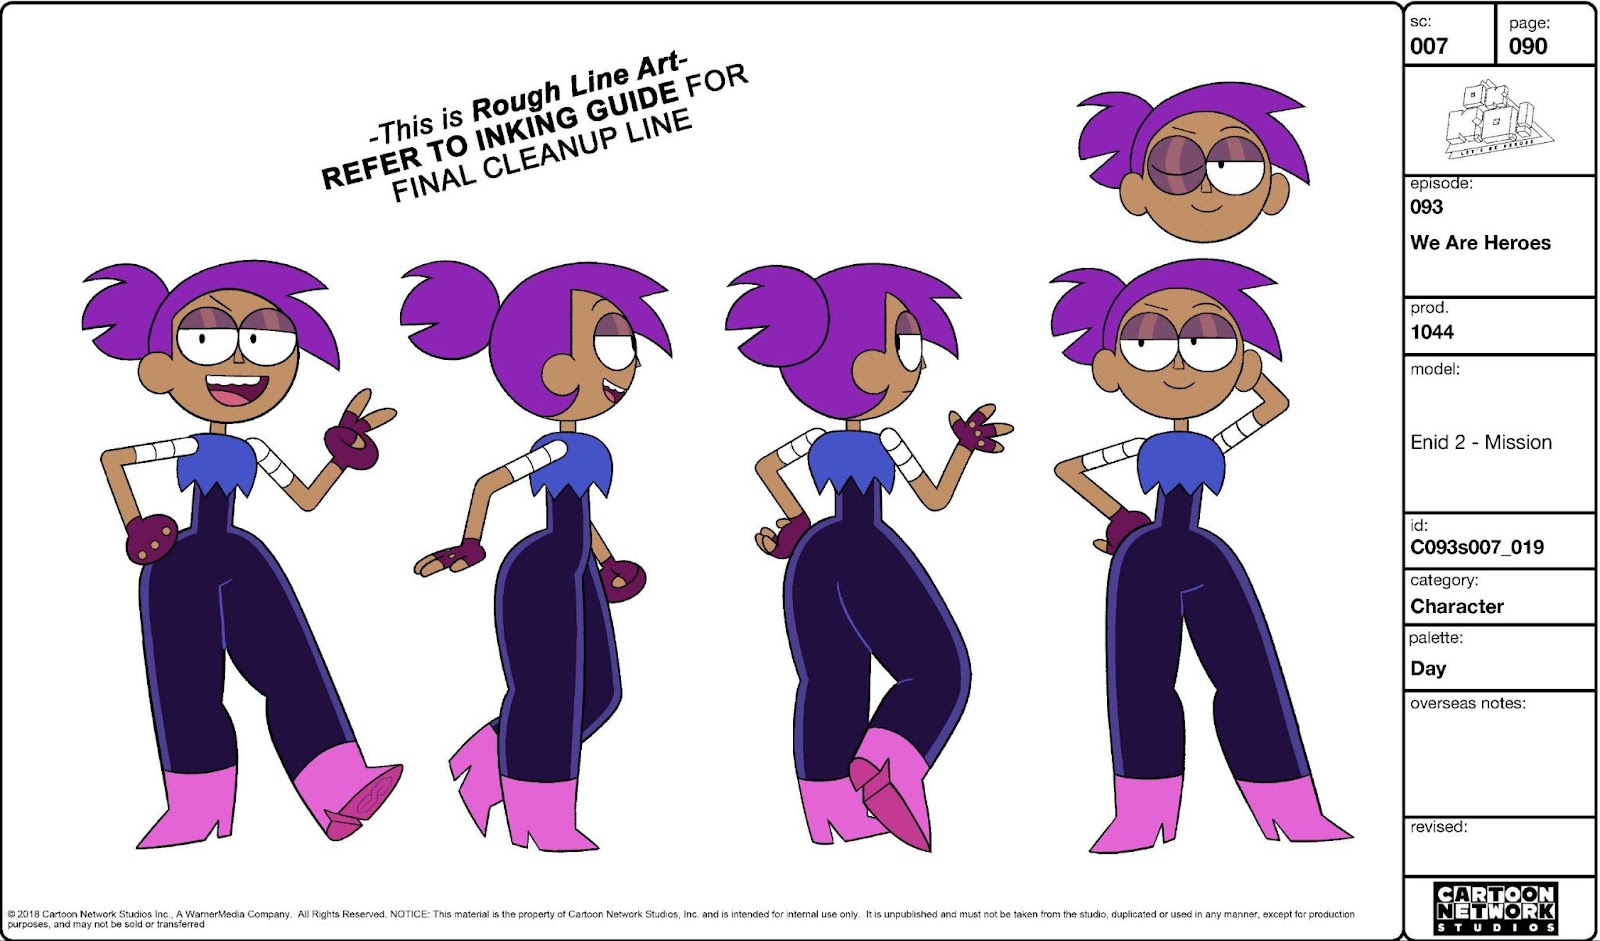 -This is Rough Line Art-
REFER TO INKING GUIDE FOR
FINAL CLEANUP LINE
sc:
007
page:
090
LET'S BE HEROES
episode:
093
We Are Heroes
prod.
1044
model:
Enid 2 - Mission
id:
C093s007_019
category:
Character
palette:
Day
overseas notes:
revised:
CARTOON
NETWORK
STUDIOS
© 2018 Cartoon Network Studios Inc., A WarnerMedia Company. All Rights Reserved. NOTICE: This material is the property of Cartoon Network Studios, Inc. and is intended for internal use only. It is unpublished and must not be taken from the studio, duplicated or used in any manner, except for production
purposes, and may not be sold or transferred